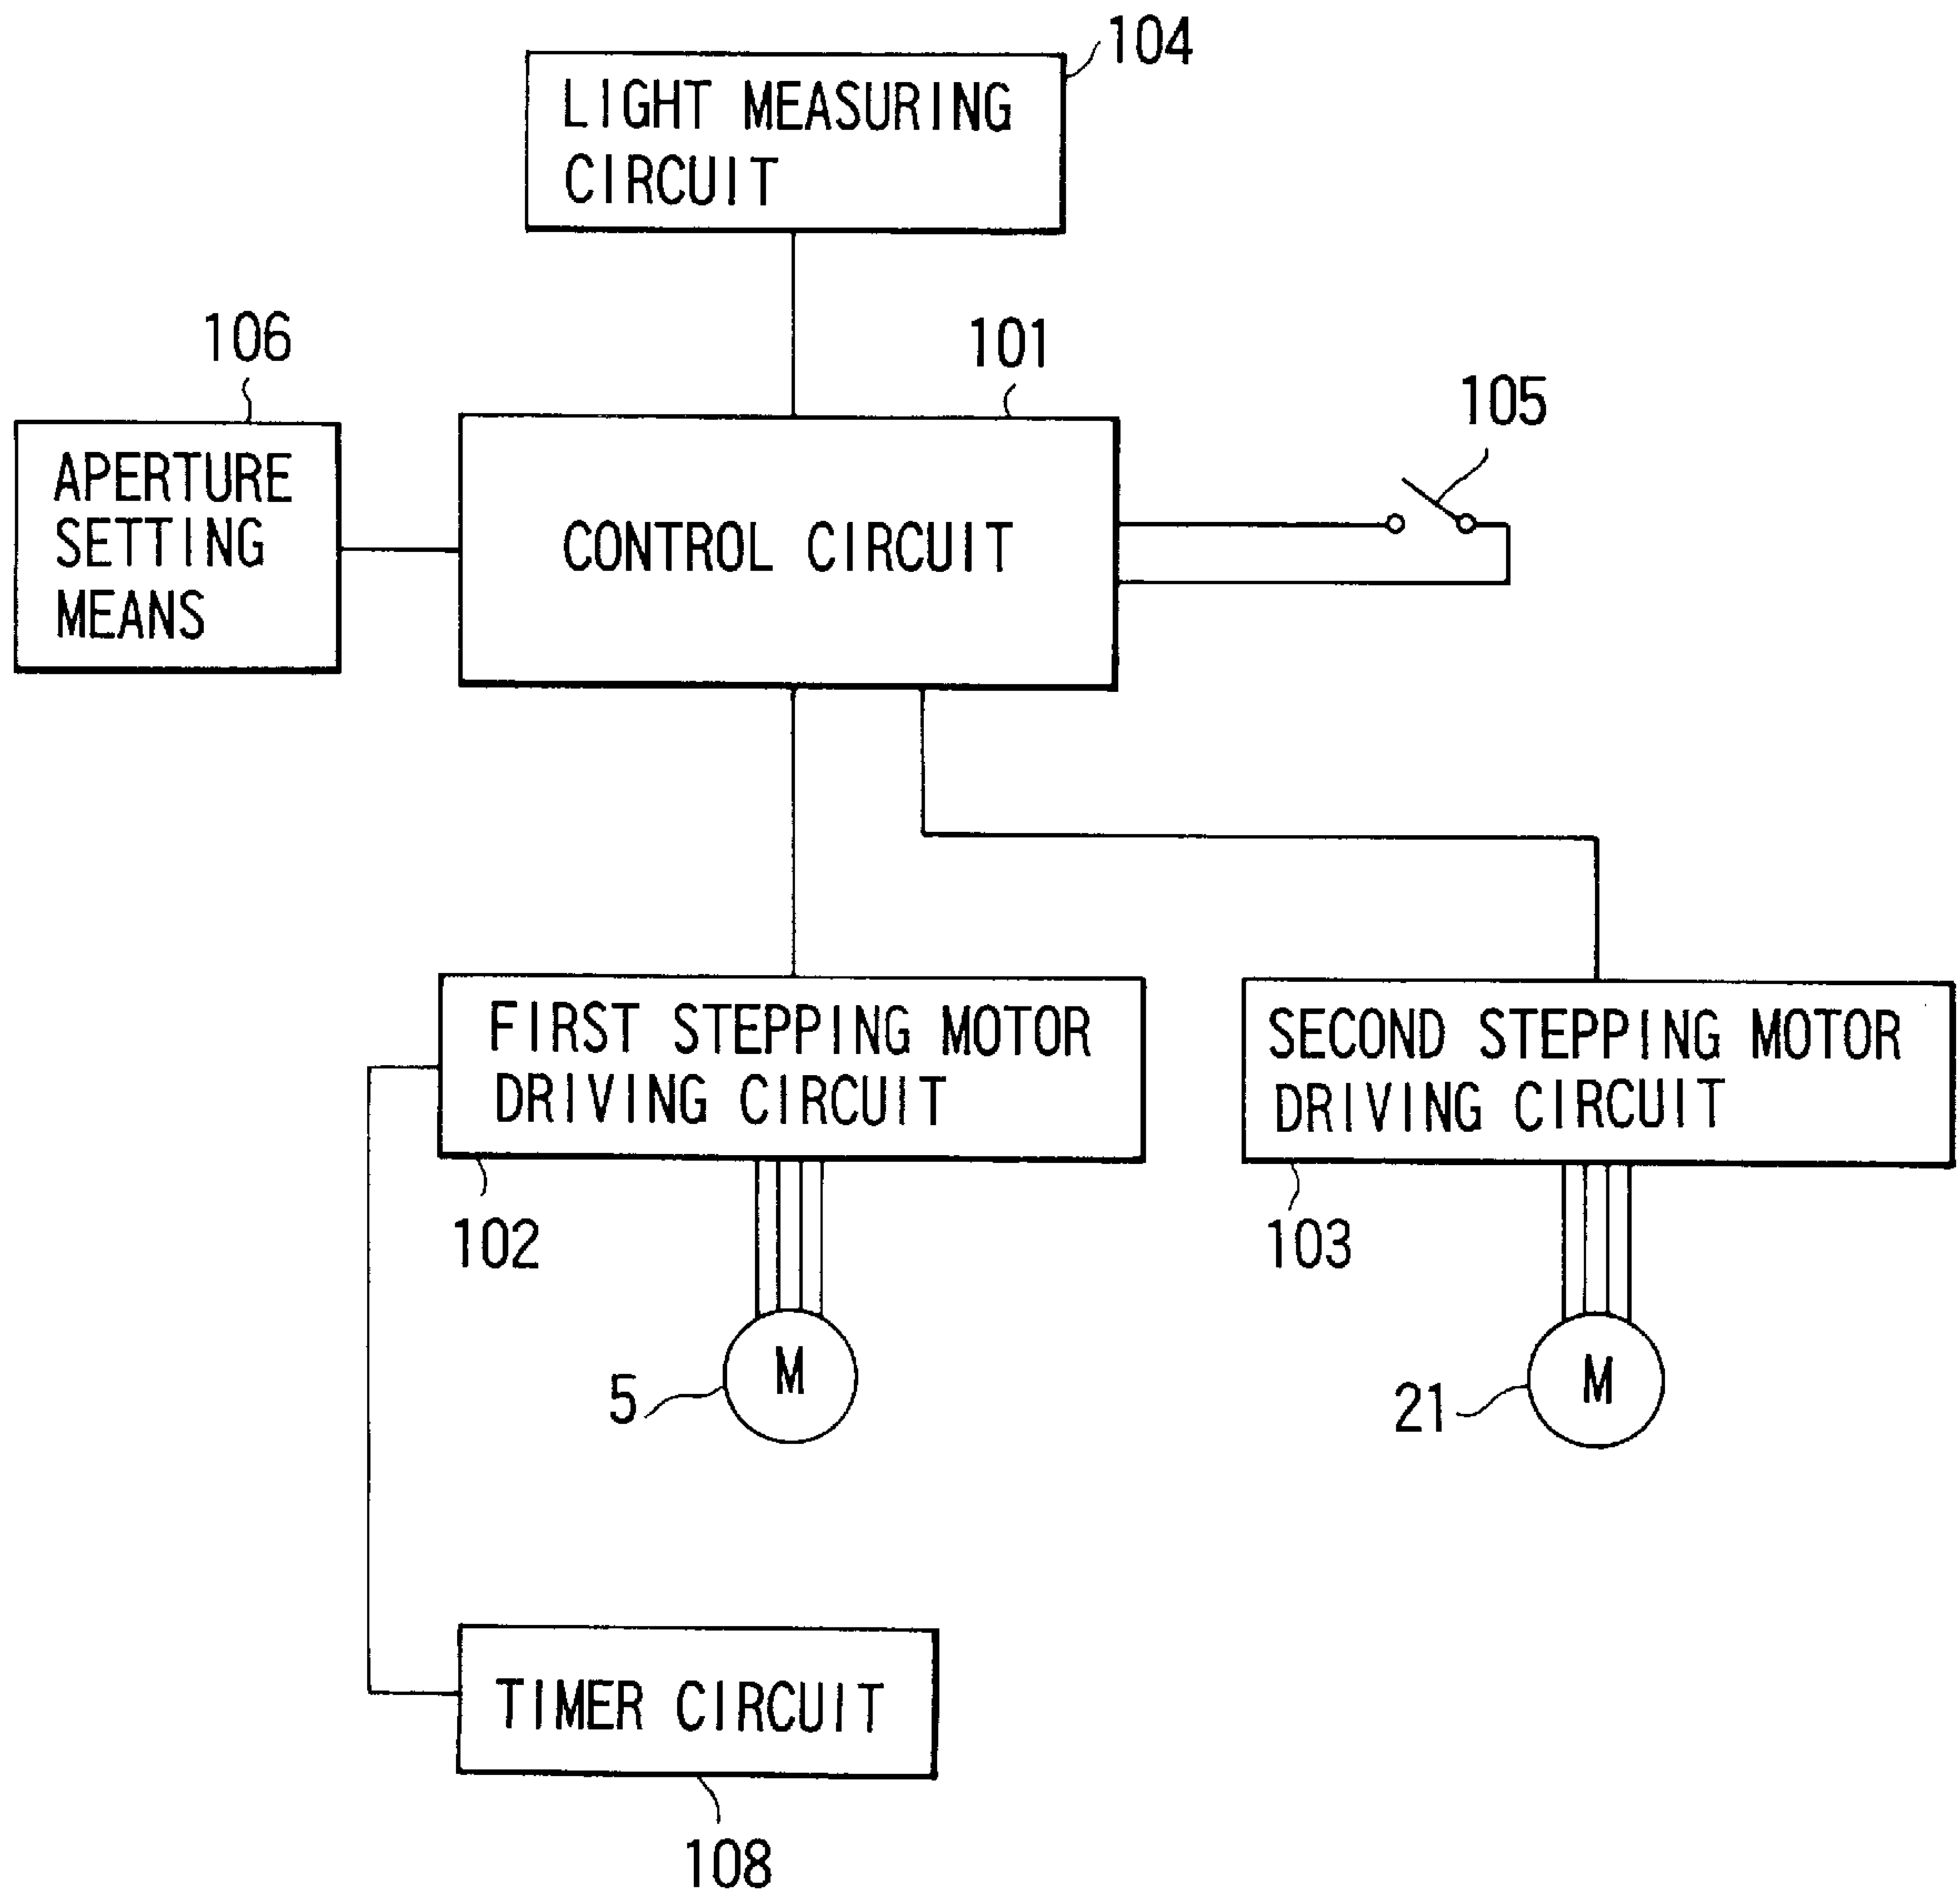 104
LIGHT MEASURING
CIRCUIT
106
101
105
APERTURE
SETTING
MEANS
CONTROL CIRCUIT
FIRST STEPPING MOTOR
DRIVING CIRCUIT
SECOND STEPPING MOTOR
DRIVING CIRCUIT
102
103
M
5
M
21
TIMER CIRCUIT
108